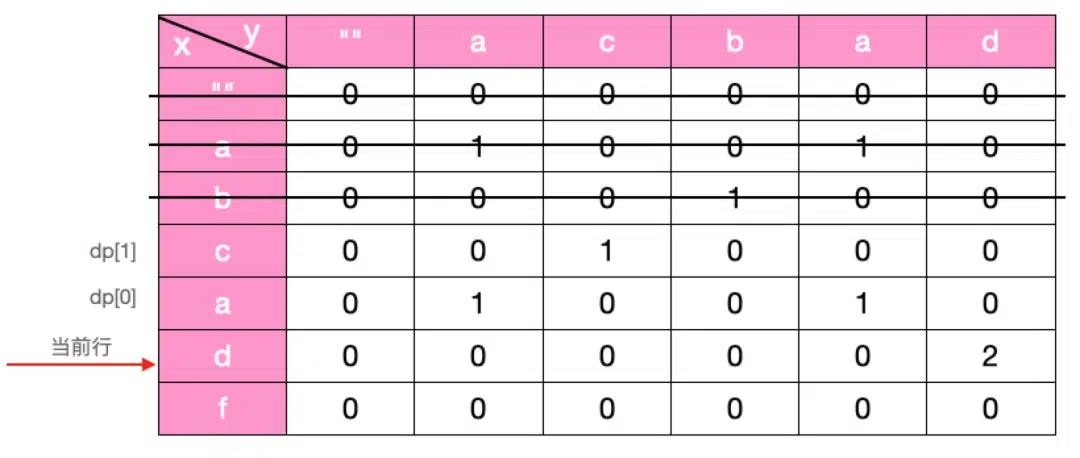 x y "" a c b a d
"" 0 0 0 0 0 0
a 0 1 0 0 1 0
b 0 0 0 1 0 0
dp[1] c 0 0 1 0 0 0
dp[0] a 0 1 0 0 1 0
当前行 d 0 0 0 0 0 2
f 0 0 0 0 0 0